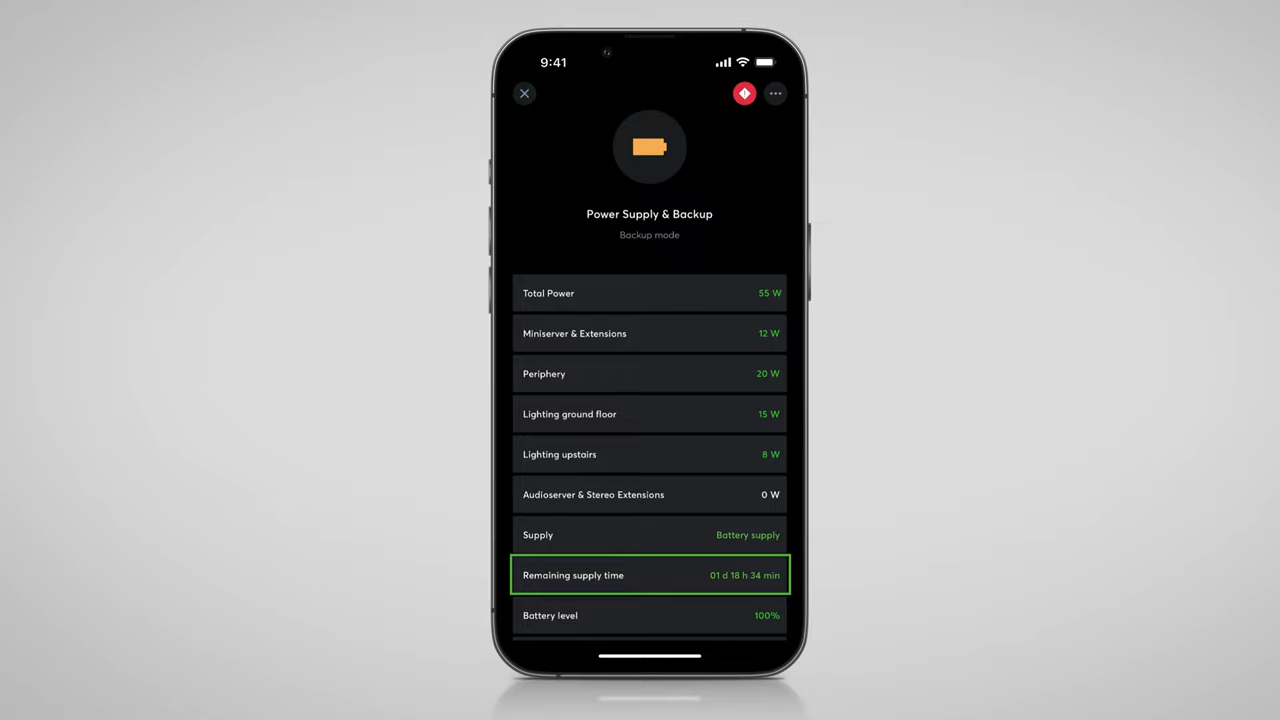 9:41
Power Supply & Backup
Backup mode
Total Power 55 W
Miniserver & Extensions 12 W
Periphery 20 W
Lighting ground floor 15 W
Lighting upstairs 8 W
Audioserver & Stereo Extensions 0 W
Supply Battery supply
Remaining supply time 01 d 18 h 34 min
Battery level 100%